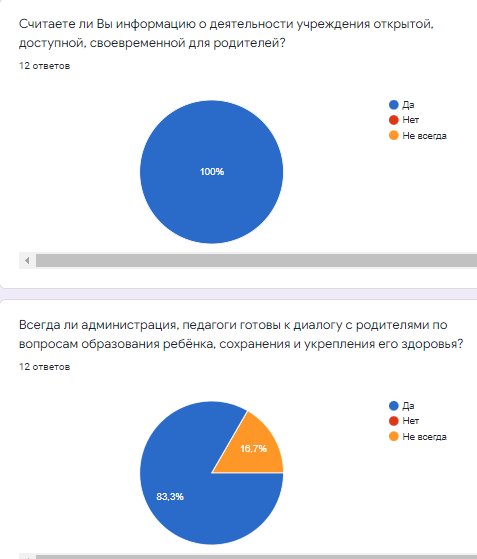 Считаете ли Вы информацию о деятельности учреждения открытой,
доступной, своевременной для родителей?
12 ответов
Да
Нет
Не всегда
100%
Всегда ли администрация, педагоги готовы к диалогу с родителями по
вопросам образования ребёнка, сохранения и укрепления его здоровья?
12 ответов
Да
Нет
Не всегда
16,7%
83,3%